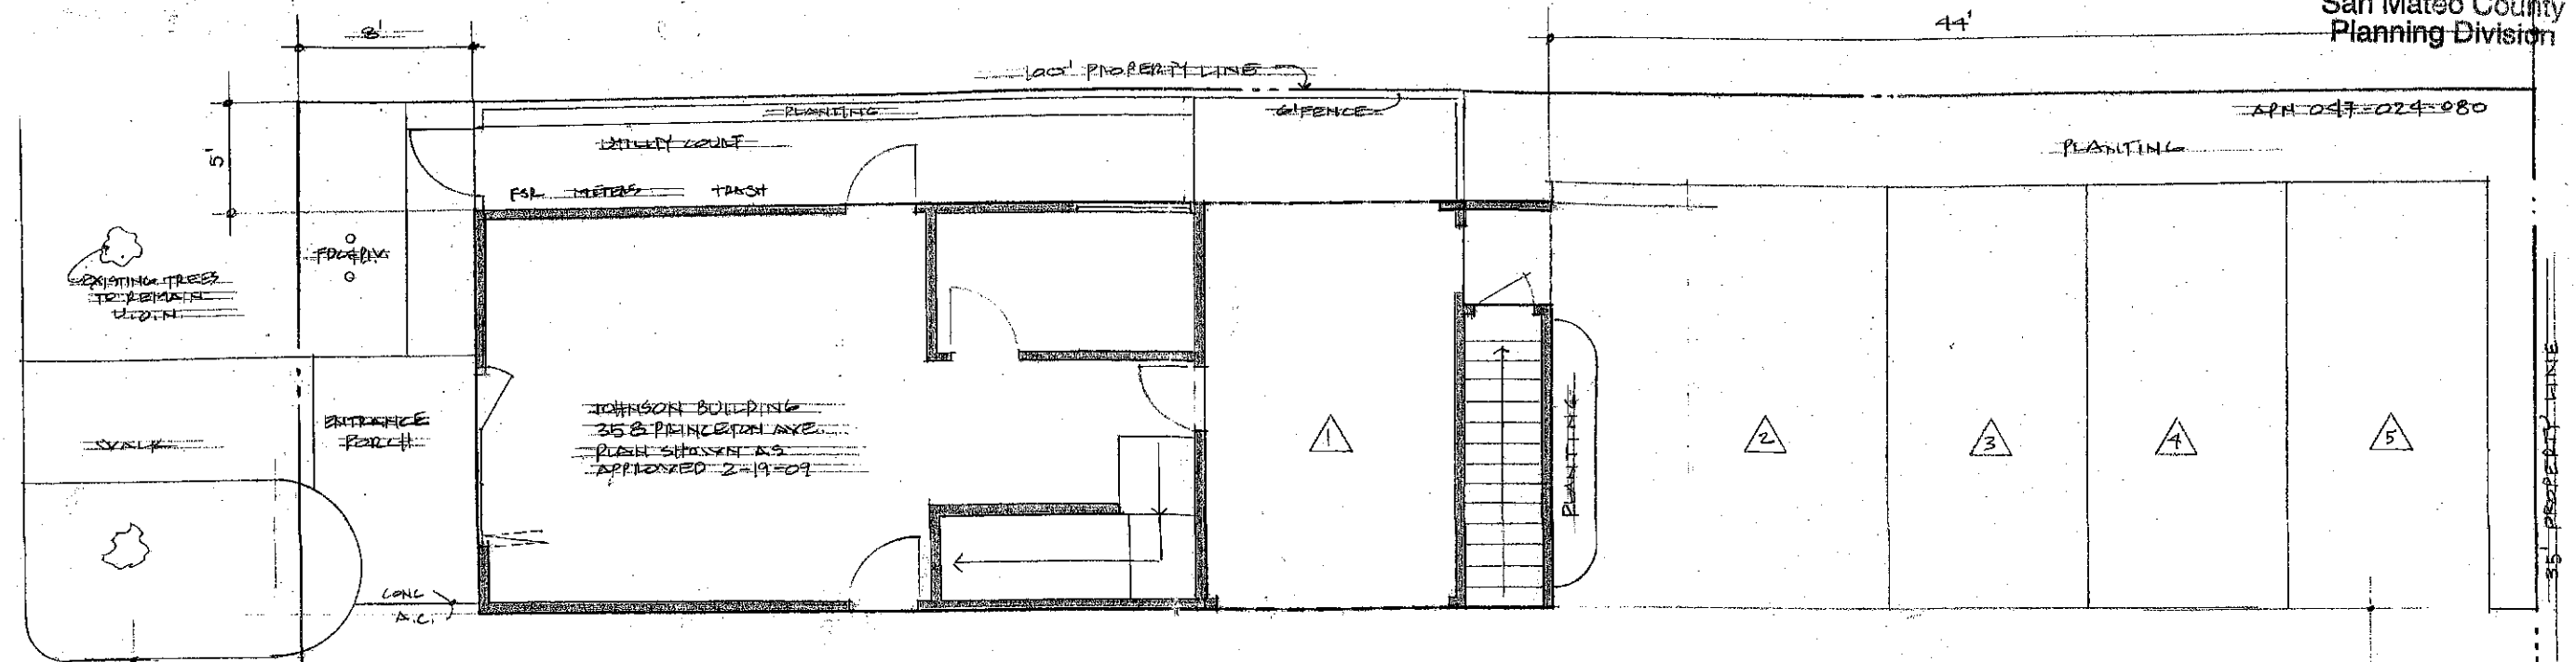 San Mateo County
Planning Division
8'
44'
100' PROPERTY LINE
PLANTING
6' FENCE
APN 047-024-080
UTILITY COURT
PLANTING
5'
FSR METERS TRASH
EXISTING TREES
TO REMAIN
U.O.N.
ENTRANCE
PORCH
WALK
JOHNSON BUILDING
358 PRINCETON AVE.
PLAN SHOWN AS
APPROVED 2-19-09
1
PLANTING
2
3
4
5
35' PROPERTY LINE
CONC
A.C.